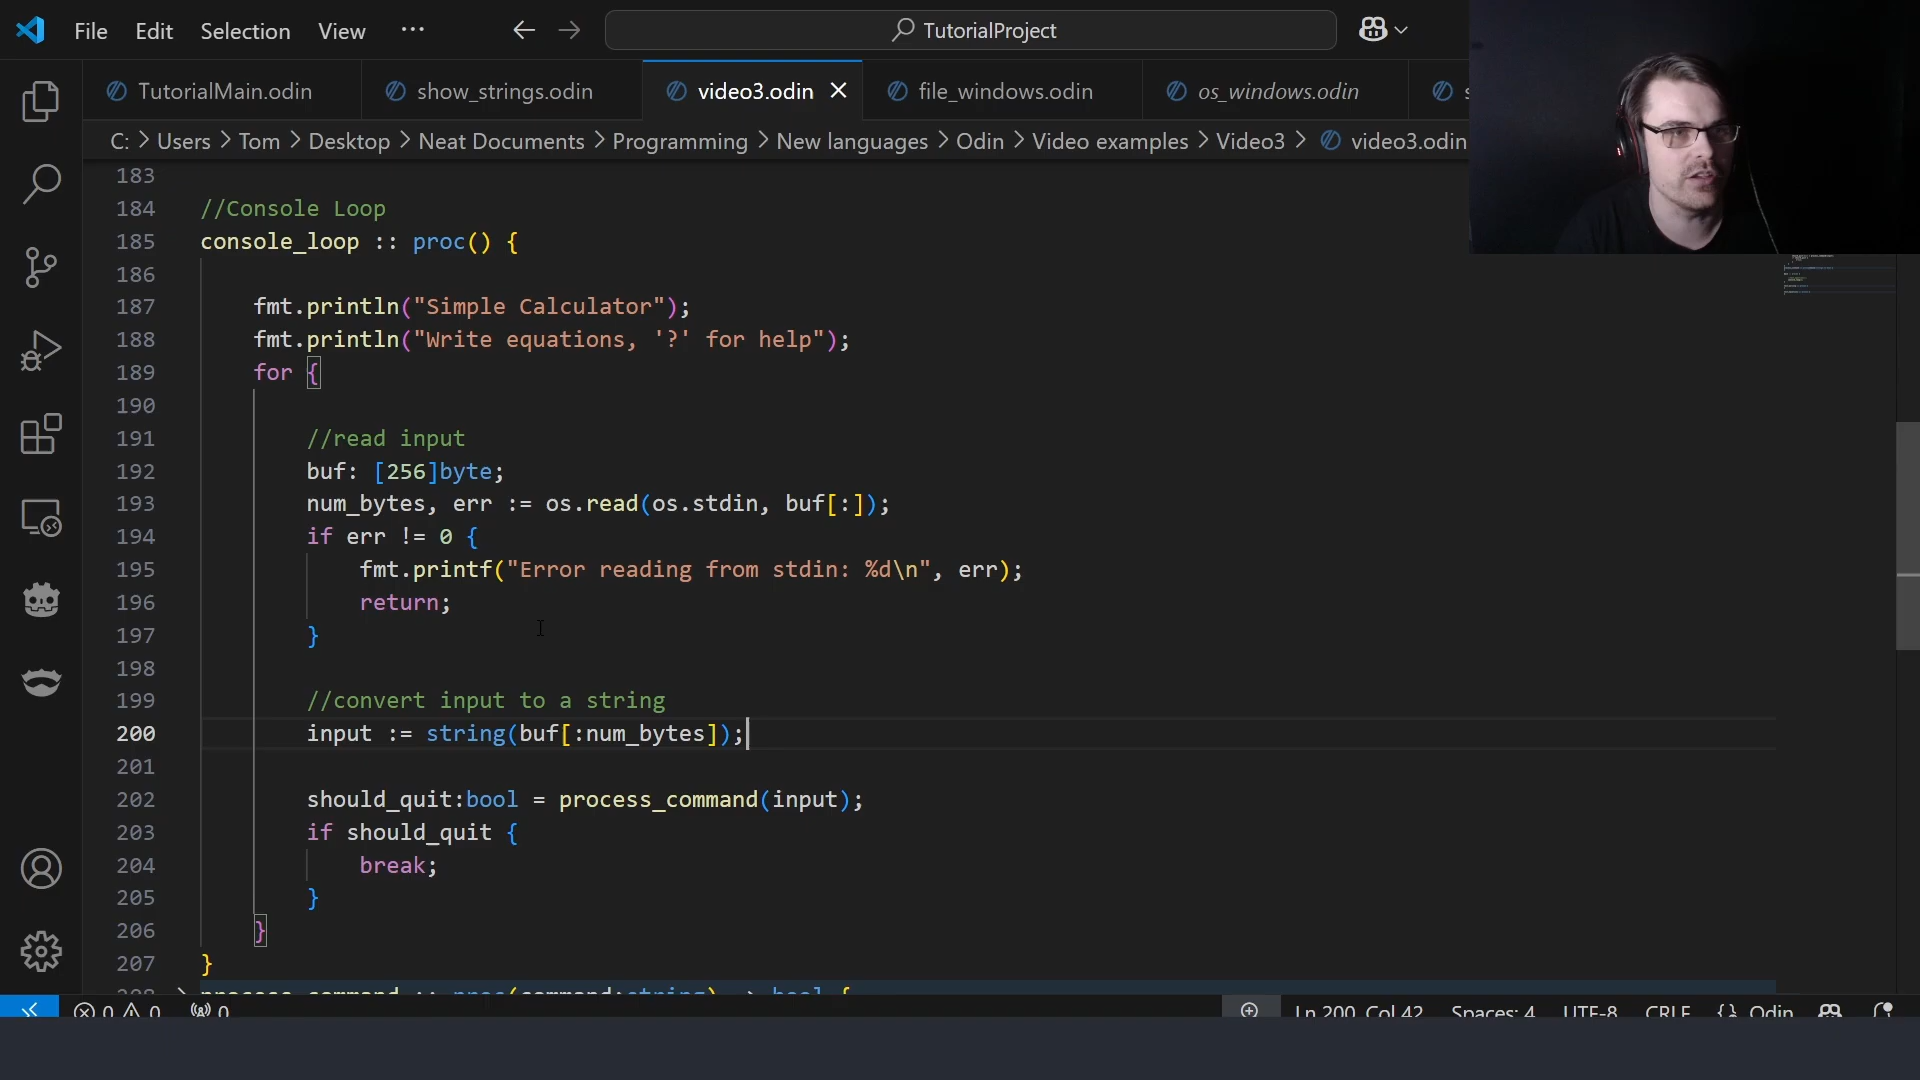 File Edit Selection View ··· TutorialProject
TutorialMain.odin show_strings.odin video3.odin file_windows.odin os_windows.odin s
C: > Users > Tom > Desktop > Neat Documents > Programming > New languages > Odin > Video examples > Video3 > video3.odin
183
184 //Console Loop
185 console_loop :: proc() {
186
187 fmt.println("Simple Calculator");
188 fmt.println("Write equations, '?' for help");
189 for {
190
191 //read input
192 buf: [256]byte;
193 num_bytes, err := os.read(os.stdin, buf[:]);
194 if err != 0 {
195 fmt.printf("Error reading from stdin: %d\n", err);
196 return;
197 }
198
199 //convert input to a string
200 input := string(buf[:num_bytes]);
201
202 should_quit:bool = process_command(input);
203 if should_quit {
204 break;
205 }
206 }
207 }
208 process_command :: proc(command:string) -> bool {
0 0 0 Ln 200, Col 42 Spaces: 4 UTF-8 CRLF {} Odin